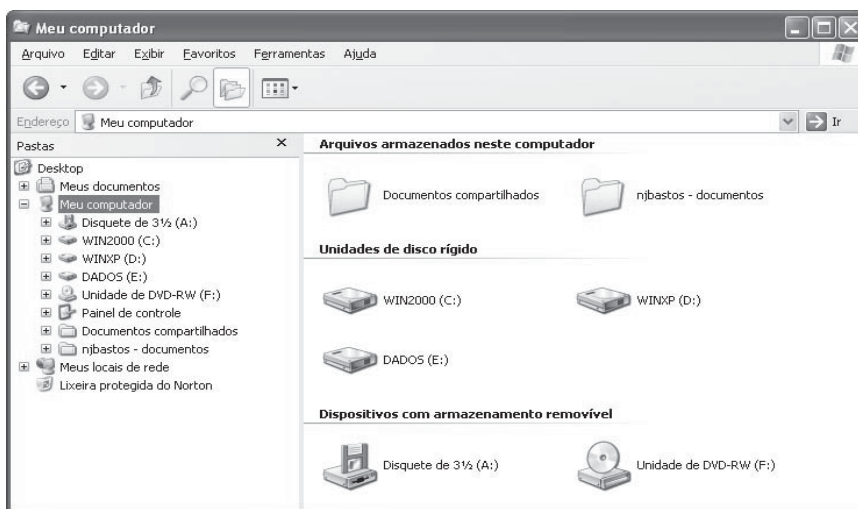 Meu computador
Arquivo Editar Exibir Favoritos Ferramentas Ajuda
Endereço Meu computador Ir
Pastas
Desktop
Meus documentos
Meu computador
Disquete de 3½ (A:)
WIN2000 (C:)
WINXP (D:)
DADOS (E:)
Unidade de DVD-RW (F:)
Painel de controle
Documentos compartilhados
njbastos - documentos
Meus locais de rede
Lixeira protegida do Norton
Arquivos armazenados neste computador
Documentos compartilhados njbastos - documentos
Unidades de disco rígido
WIN2000 (C:) WINXP (D:)
DADOS (E:)
Dispositivos com armazenamento removível
Disquete de 3½ (A:) Unidade de DVD-RW (F:)